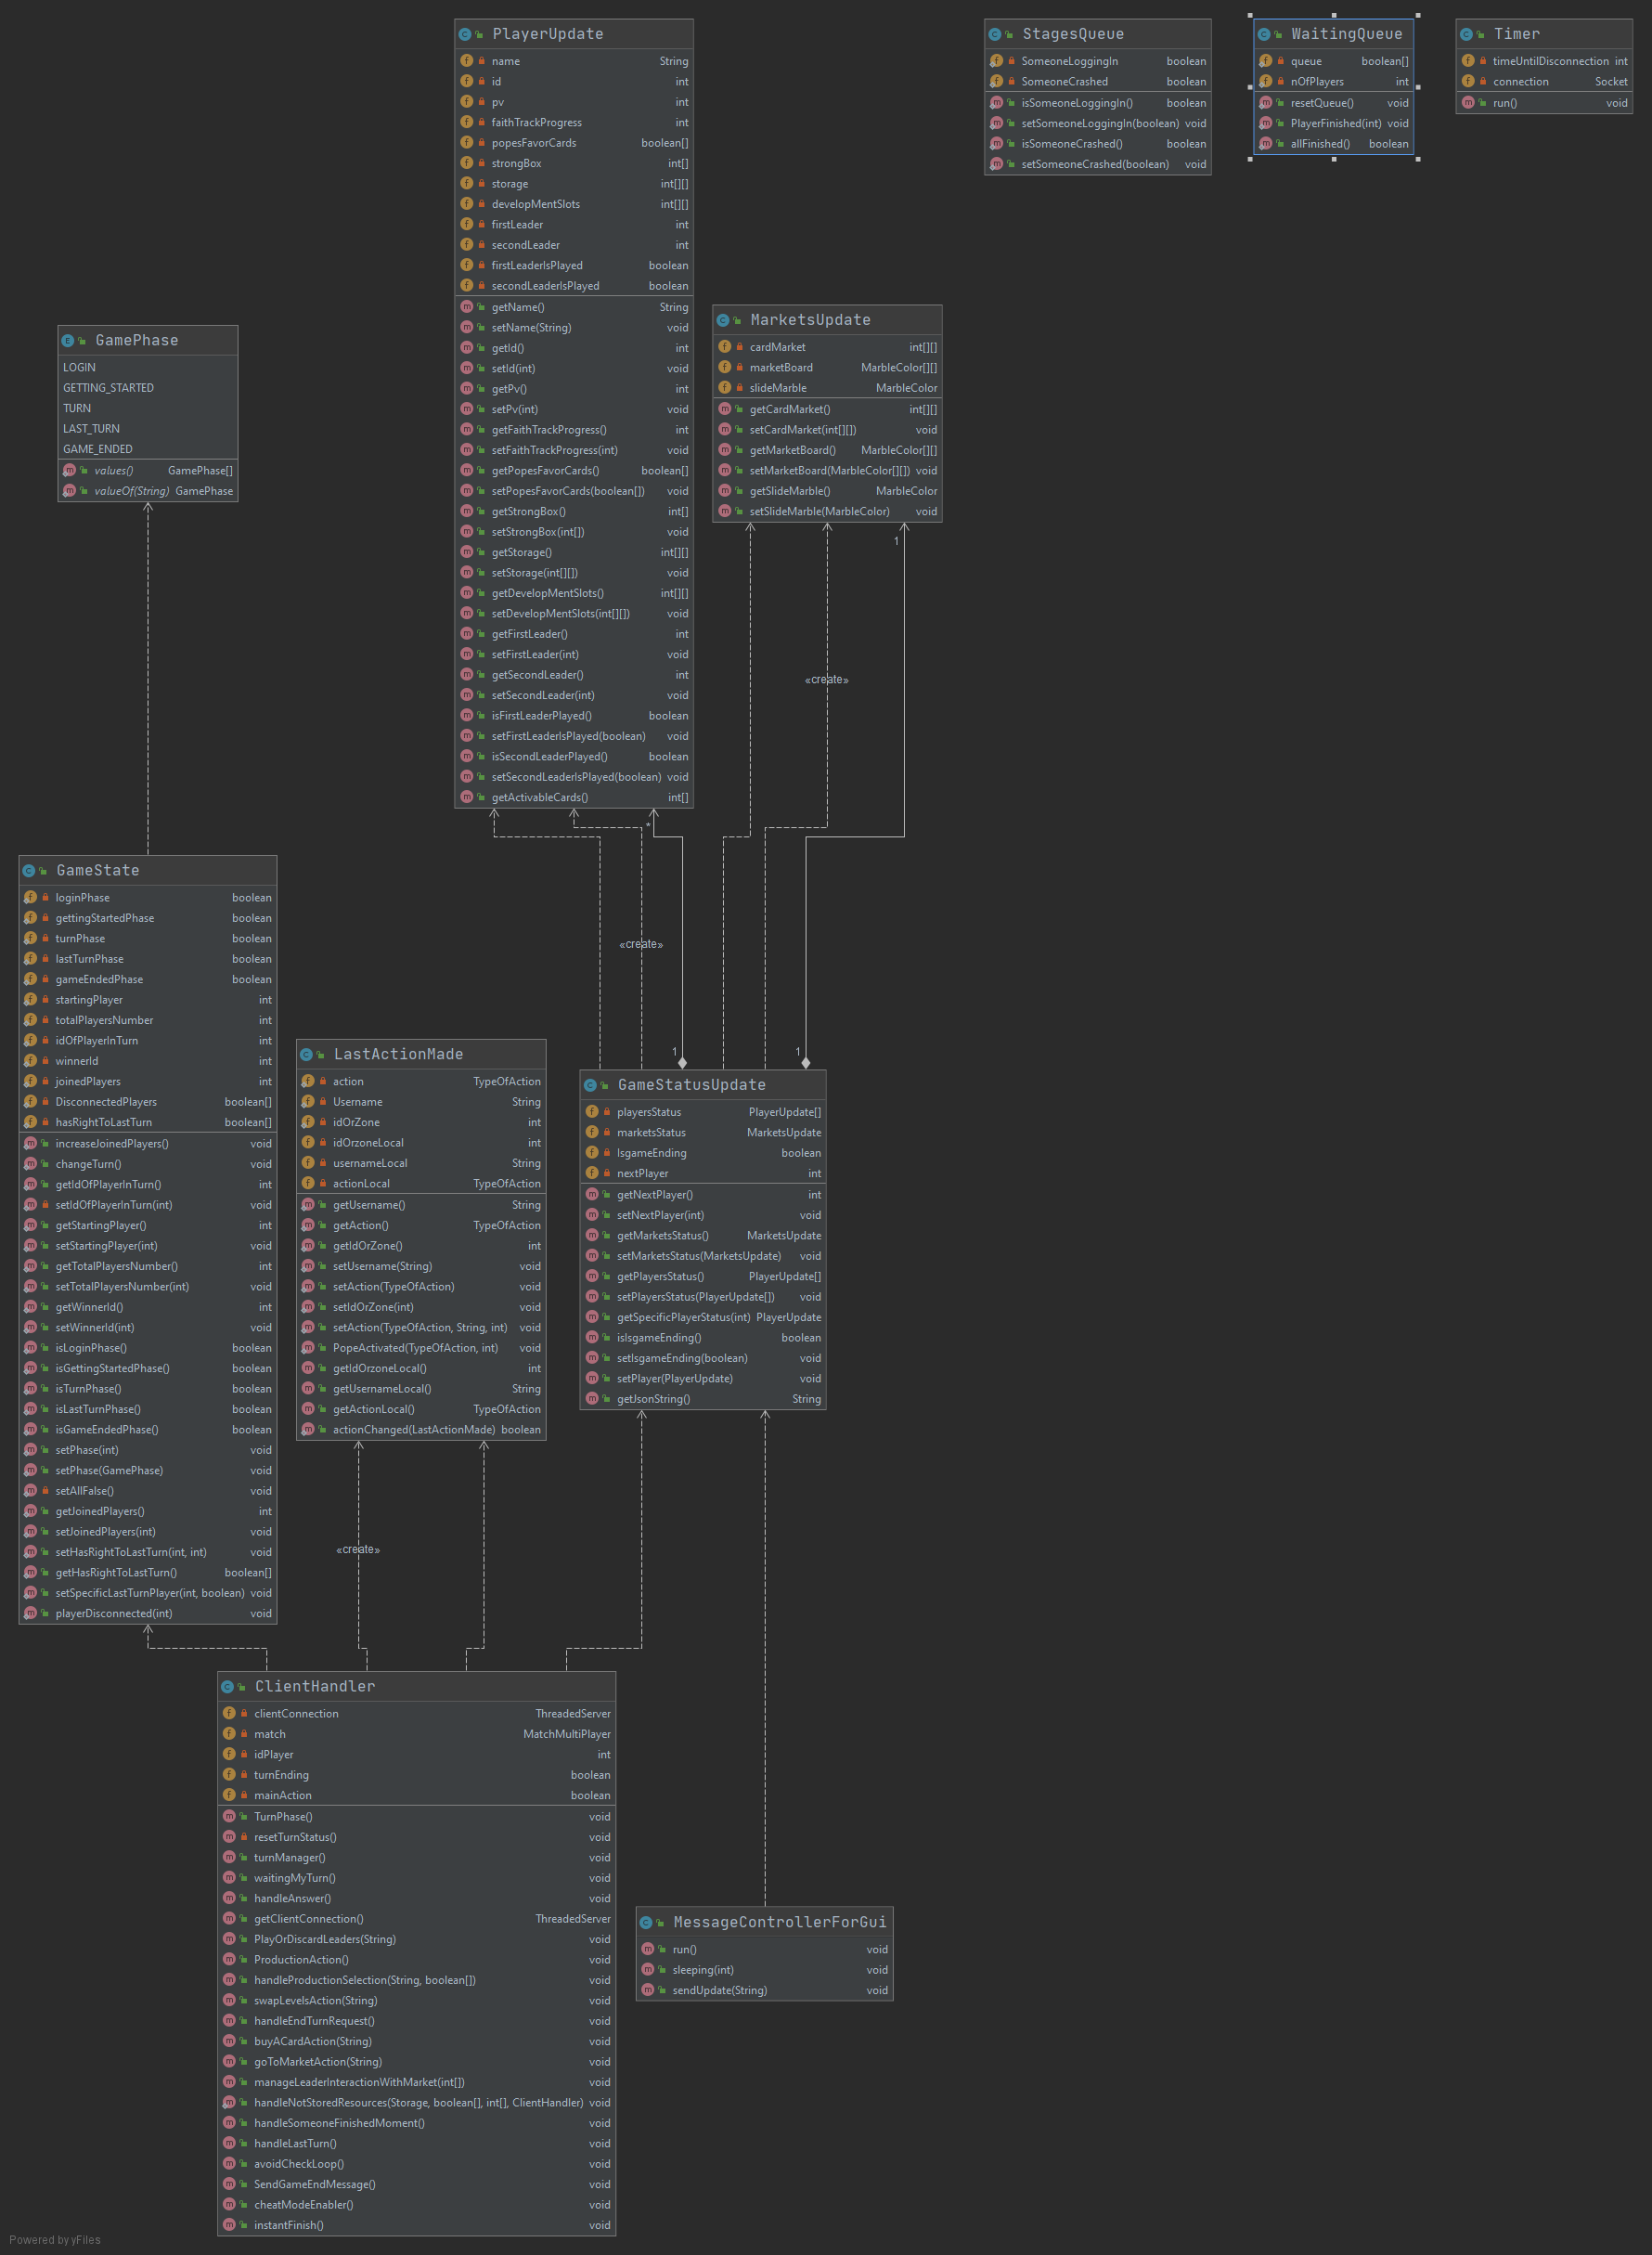 PlayerUpdate
name String
id int
pv int
faithTrackProgress int
popesFavorCards boolean[]
strongBox int[]
storage int[][]
developMentSlots int[][]
firstLeader int
secondLeader int
firstLeaderIsPlayed boolean
secondLeaderIsPlayed boolean
getName() String
setName(String) void
getId() int
setId(int) void
getPv() int
setPv(int) void
getFaithTrackProgress() int
setFaithTrackProgress(int) void
getPopesFavorCards() boolean[]
setPopesFavorCards(boolean[]) void
getStrongBox() int[]
setStrongBox(int[]) void
getStorage() int[][]
setStorage(int[][]) void
getDevelopMentSlots() int[][]
setDevelopMentSlots(int[][]) void
getFirstLeader() int
setFirstLeader(int) void
getSecondLeader() int
setSecondLeader(int) void
isFirstLeaderPlayed() boolean
setFirstLeaderIsPlayed(boolean) void
isSecondLeaderPlayed() boolean
setSecondLeaderIsPlayed(boolean) void
getActivableCards() int[]
StagesQueue
SomeoneLoggingIn boolean
SomeoneCrashed boolean
isSomeoneLoggingIn() boolean
setSomeoneLoggingIn(boolean) void
isSomeoneCrashed() boolean
setSomeoneCrashed(boolean) void
WaitingQueue
queue boolean[]
nOfPlayers int
resetQueue() void
PlayerFinished(int) void
allFinished() boolean
Timer
timeUntilDisconnection int
connection Socket
run() void
MarketsUpdate
cardMarket int[][]
marketBoard MarbleColor[][]
slideMarble MarbleColor
getCardMarket() int[][]
setCardMarket(int[][]) void
getMarketBoard() MarbleColor[][]
setMarketBoard(MarbleColor[][]) void
getSlideMarble() MarbleColor
setSlideMarble(MarbleColor) void
GamePhase
LOGIN
GETTING_STARTED
TURN
LAST_TURN
GAME_ENDED
values() GamePhase[]
valueOf(String) GamePhase
1
«create»
*
«create»
1
1
GameState
loginPhase boolean
gettingStartedPhase boolean
turnPhase boolean
lastTurnPhase boolean
gameEndedPhase boolean
startingPlayer int
totalPlayersNumber int
idOfPlayerInTurn int
winnerId int
joinedPlayers int
DisconnectedPlayers boolean[]
hasRightToLastTurn boolean[]
increaseJoinedPlayers() void
changeTurn() void
getIdOfPlayerInTurn() int
setIdOfPlayerInTurn(int) void
getStartingPlayer() int
setStartingPlayer(int) void
getTotalPlayersNumber() int
setTotalPlayersNumber(int) void
getWinnerId() int
setWinnerId(int) void
isLoginPhase() boolean
isGettingStartedPhase() boolean
isTurnPhase() boolean
isLastTurnPhase() boolean
isGameEndedPhase() boolean
setPhase(int) void
setPhase(GamePhase) void
setAllFalse() void
getJoinedPlayers() int
setJoinedPlayers(int) void
setHasRightToLastTurn(int, int) void
getHasRightToLastTurn() boolean[]
setSpecificLastTurnPlayer(int, boolean) void
playerDisconnected(int) void
LastActionMade
action TypeOfAction
Username String
idOrZone int
idOrzoneLocal int
usernameLocal String
actionLocal TypeOfAction
getUsername() String
getAction() TypeOfAction
getIdOrZone() int
setUsername(String) void
setAction(TypeOfAction) void
setIdOrZone(int) void
setAction(TypeOfAction, String, int) void
PopeActivated(TypeOfAction, int) void
getIdOrzoneLocal() int
getUsernameLocal() String
getActionLocal() TypeOfAction
actionChanged(LastActionMade) boolean
GameStatusUpdate
playersStatus PlayerUpdate[]
marketsStatus MarketsUpdate
IsgameEnding boolean
nextPlayer int
getNextPlayer() int
setNextPlayer(int) void
getMarketsStatus() MarketsUpdate
setMarketsStatus(MarketsUpdate) void
getPlayersStatus() PlayerUpdate[]
setPlayersStatus(PlayerUpdate[]) void
getSpecificPlayerStatus(int) PlayerUpdate
isIsgameEnding() boolean
setIsgameEnding(boolean) void
setPlayer(PlayerUpdate) void
getJsonString() String
«create»
ClientHandler
clientConnection ThreadedServer
match MatchMultiPlayer
idPlayer int
turnEnding boolean
mainAction boolean
TurnPhase() void
resetTurnStatus() void
turnManager() void
waitingMyTurn() void
handleAnswer() void
getClientConnection() ThreadedServer
PlayOrDiscardLeaders(String) void
ProductionAction() void
handleProductionSelection(String, boolean[]) void
swapLevelsAction(String) void
handleEndTurnRequest() void
buyACardAction(String) void
goToMarketAction(String) void
manageLeaderInteractionWithMarket(int[]) void
handleNotStoredResources(Storage, boolean[], int[], ClientHandler) void
handleSomeoneFinishedMoment() void
handleLastTurn() void
avoidCheckLoop() void
SendGameEndMessage() void
cheatModeEnabler() void
instantFinish() void
MessageControllerForGui
run() void
sleeping(int) void
sendUpdate(String) void
Powered by yFiles